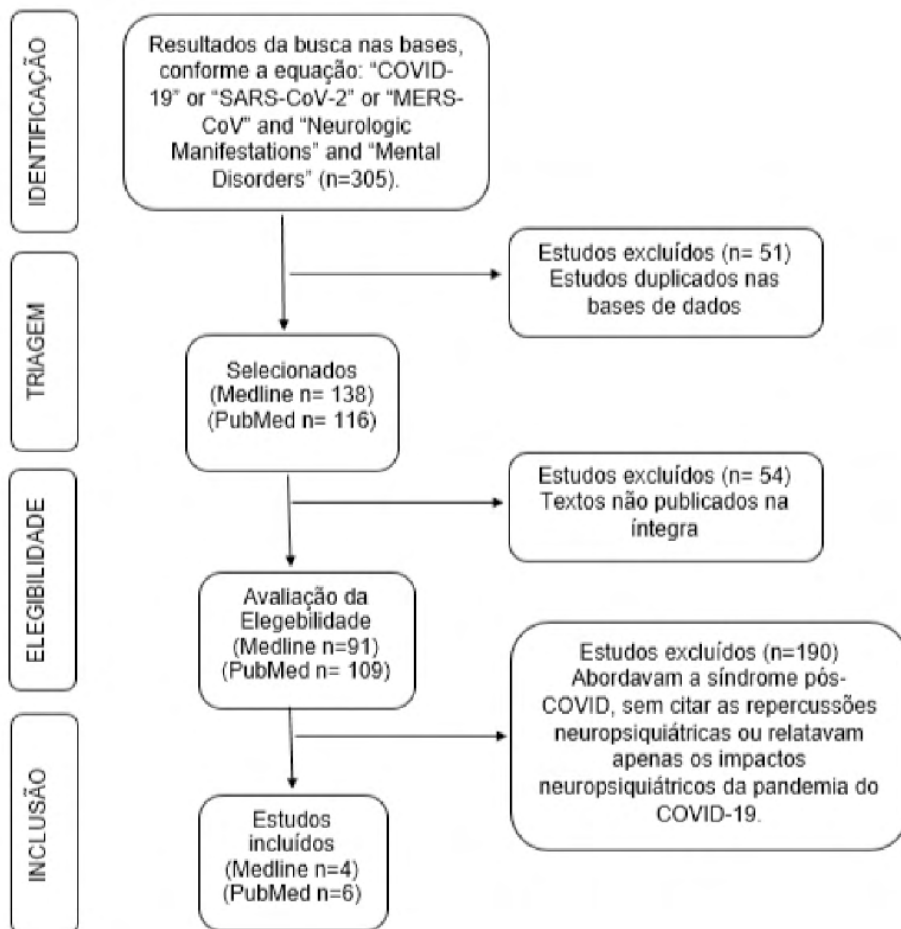 IDENTIFICAÇÃO
Resultados da busca nas bases,
conforme a equação: “COVID-
19” or “SARS-CoV-2” or “MERS-
CoV” and “Neurologic
Manifestations” and “Mental
Disorders” (n=305).
TRIAGEM
Estudos excluídos (n= 51)
Estudos duplicados nas
bases de dados
Selecionados
(Medline n= 138)
(PubMed n= 116)
ELEGIBILIDADE
Estudos excluídos (n= 54)
Textos não publicados na
íntegra
Avaliação da
Elegebilidade
(Medline n=91)
(PubMed n= 109)
Estudos excluídos (n=190)
Abordavam a síndrome pós-
COVID, sem citar as repercussões
neuropsiquiátricas ou relatavam
apenas os impactos
neuropsiquiátricos da pandemia do
COVID-19.
INCLUSÃO
Estudos
incluídos
(Medline n=4)
(PubMed n=6)